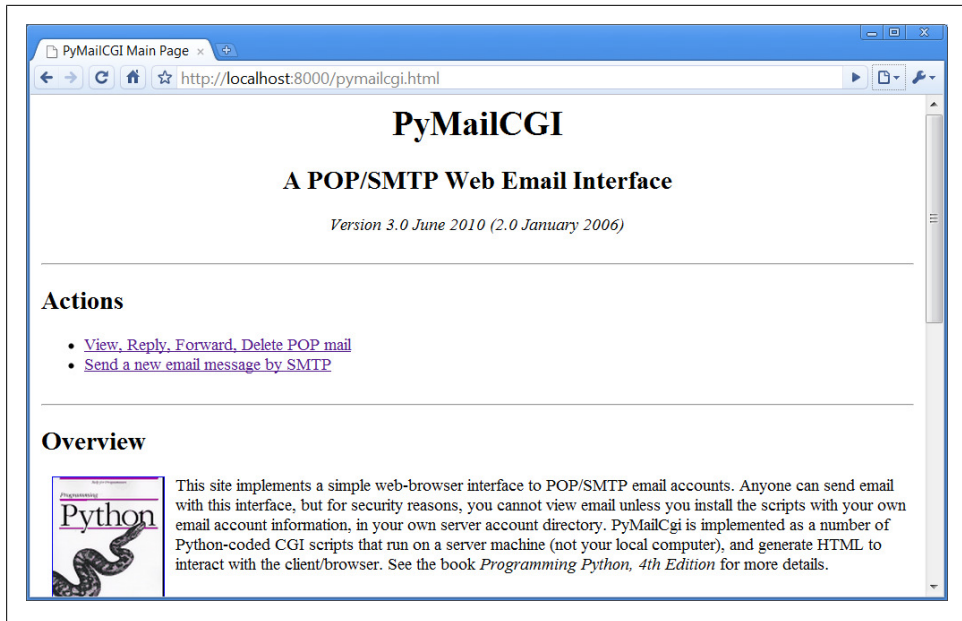 PyMailCGI Main Page
http://localhost:8000/pymailcgi.html
PyMailCGI
A POP/SMTP Web Email Interface
Version 3.0 June 2010 (2.0 January 2006)
Actions
• View, Reply, Forward, Delete POP mail
• Send a new email message by SMTP
Overview
Programming
Python
This site implements a simple web-browser interface to POP/SMTP email accounts. Anyone can send email
with this interface, but for security reasons, you cannot view email unless you install the scripts with your own
email account information, in your own server account directory. PyMailCgi is implemented as a number of
Python-coded CGI scripts that run on a server machine (not your local computer), and generate HTML to
interact with the client/browser. See the book Programming Python, 4th Edition for more details.